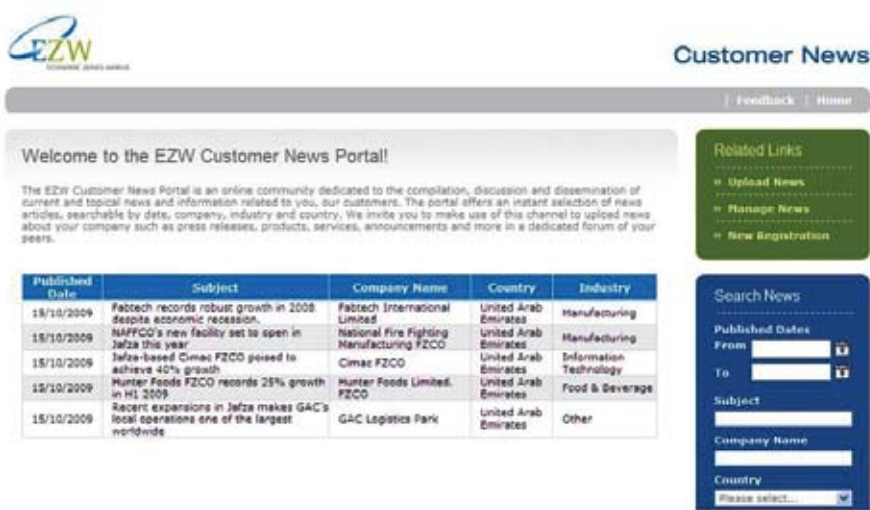 EZW
ECONOMIC ZONES WORLD
Customer News
| Feedback | Home
Welcome to the EZW Customer News Portal!
The EZW Customer News Portal is an online community dedicated to the compilation, discussion and dissemination of
current and topical news and information related to you, our customers. The portal offers an instant selection of news
articles, searchable by date, company, industry and country. We invite you to make use of this channel to upload news
about your company such as press releases, products, services, announcements and more in a dedicated forum of your
peers.
Published Date Subject Company Name Country Industry
15/10/2009 Fabtech records robust growth in 2008 despite economic recession. Fabtech International Limited United Arab Emirates Manufacturing
15/10/2009 NAFFCO's new facility set to open in Jafza this year National Fire Fighting Manufacturing FZCO United Arab Emirates Manufacturing
15/10/2009 Jafza-based Cimac FZCO poised to achieve 40% growth Cimac FZCO United Arab Emirates Information Technology
15/10/2009 Hunter Foods FZCO records 25% growth in H1 2009 Hunter Foods Limited. FZCO United Arab Emirates Food & Beverage
15/10/2009 Recent expansions in Jafza makes GAC's local operations one of the largest worldwide GAC Logistics Park United Arab Emirates Other
Related Links
» Upload News
» Manage News
» New Registration
Search News
Published Dates
From
To
Subject
Company Name
Country
Please select...